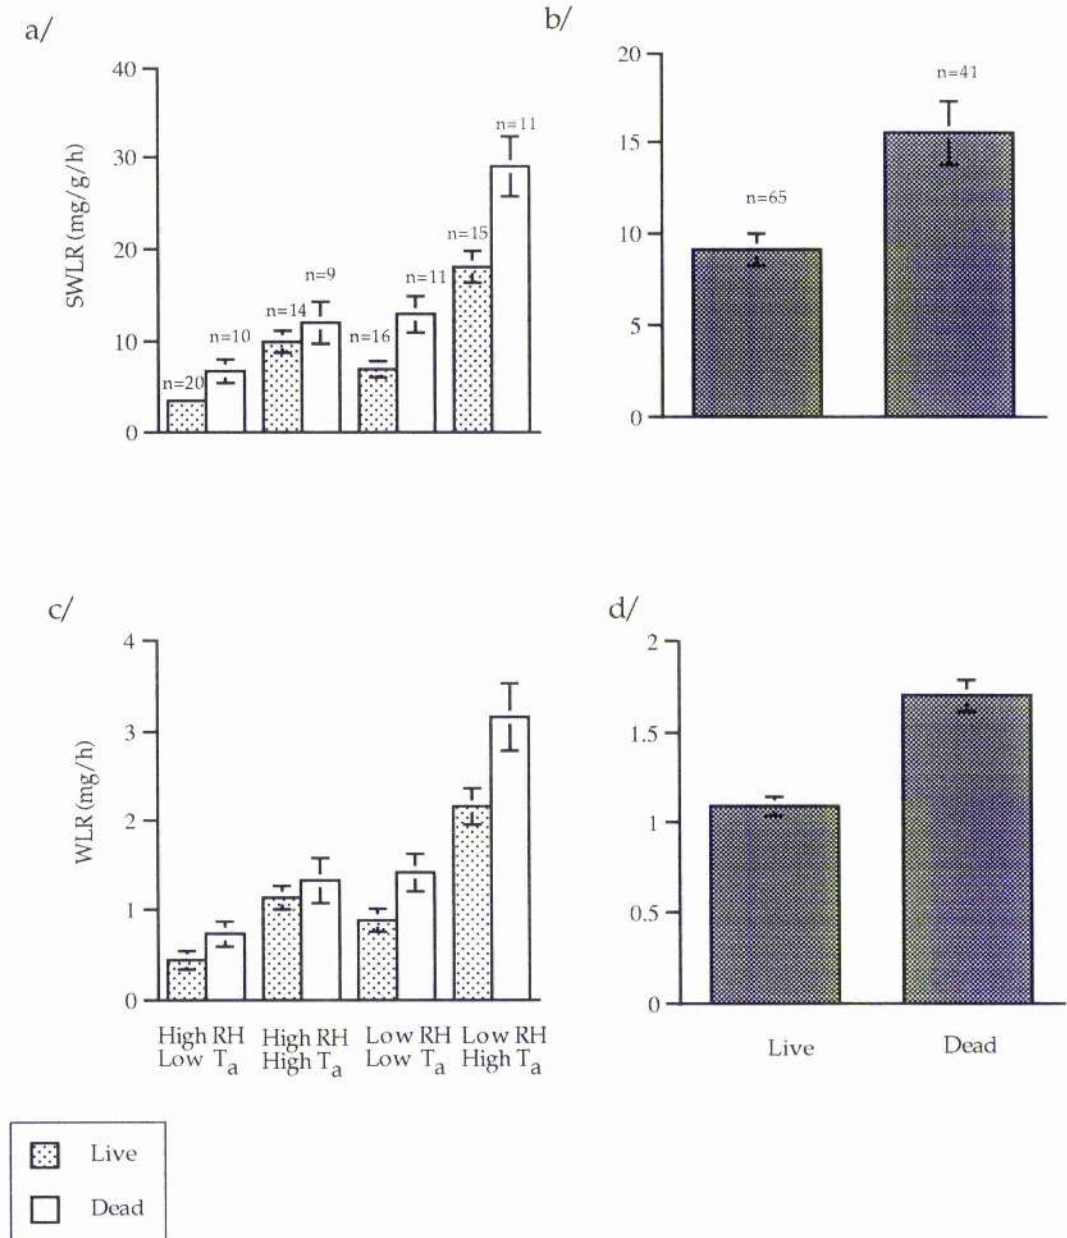 a/
40
30
20
10
0
SWLR (mg/g/h)
n=20
n=10
n=14
n=9
n=16
n=11
n=15
n=11
b/
20
15
10
5
0
n=65
n=41
c/
4
3
2
1
0
WLR (mg/h)
High RH
Low Ta
High RH
High Ta
Low RH
Low Ta
Low RH
High Ta
d/
2
1.5
1
0.5
0
Live
Dead
Live
Dead